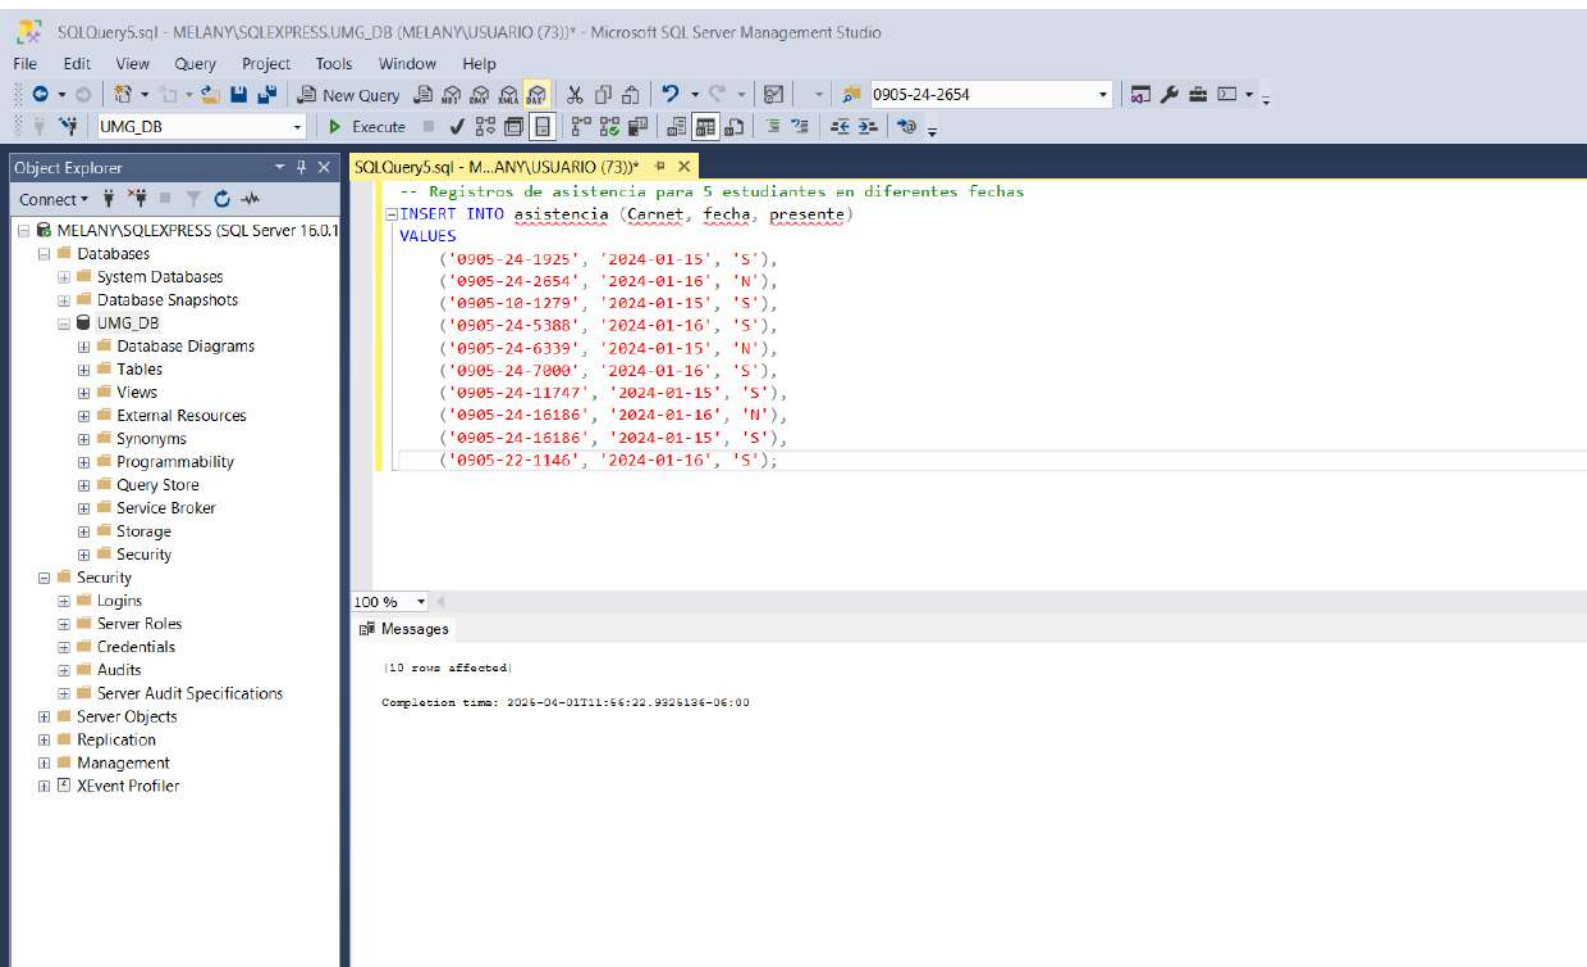 SQLQuery5.sql - MELANY\SQLEXPRESS.UMG_DB (MELANY\USUARIO (73))* - Microsoft SQL Server Management Studio
File Edit View Query Project Tools Window Help
New Query 0905-24-2654
UMG_DB Execute
Object Explorer
Connect
MELANY\SQLEXPRESS (SQL Server 16.0.1
Databases
System Databases
Database Snapshots
UMG_DB
Database Diagrams
Tables
Views
External Resources
Synonyms
Programmability
Query Store
Service Broker
Storage
Security
Security
Logins
Server Roles
Credentials
Audits
Server Audit Specifications
Server Objects
Replication
Management
XEvent Profiler
SQLQuery5.sql - M...ANY\USUARIO (73))*
-- Registros de asistencia para 5 estudiantes en diferentes fechas
INSERT INTO asistencia (Carnet, fecha, presente)
VALUES
('0905-24-1925', '2024-01-15', 'S'),
('0905-24-2654', '2024-01-16', 'N'),
('0905-10-1279', '2024-01-15', 'S'),
('0905-24-5388', '2024-01-16', 'S'),
('0905-24-6339', '2024-01-15', 'N'),
('0905-24-7000', '2024-01-16', 'S'),
('0905-24-11747', '2024-01-15', 'S'),
('0905-24-16186', '2024-01-16', 'N'),
('0905-24-16186', '2024-01-15', 'S'),
('0905-22-1146', '2024-01-16', 'S');
100 %
Messages
(10 rows affected)
Completion time: